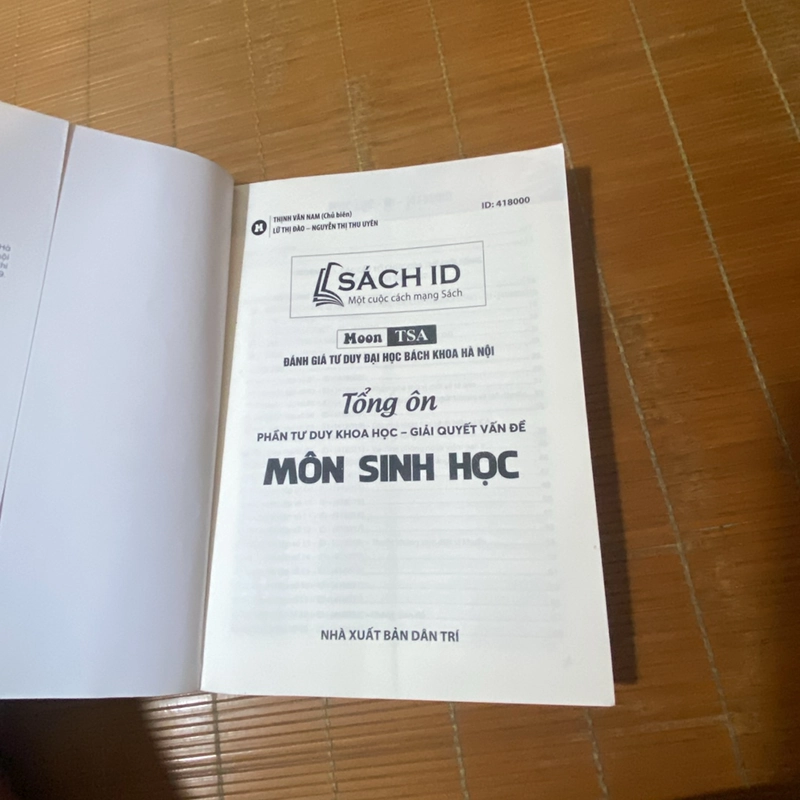 THỊNH VĂN NAM (Chủ biên)
LỮ THỊ ĐÀO – NGUYỄN THỊ THU UYÊN
ID: 418000
SÁCH ID
Một cuộc cách mạng Sách
Moon TSA
ĐÁNH GIÁ TƯ DUY ĐẠI HỌC BÁCH KHOA HÀ NỘI
Tổng ôn
PHẦN TƯ DUY KHOA HỌC – GIẢI QUYẾT VẤN ĐỀ
MÔN SINH HỌC
NHÀ XUẤT BẢN DÂN TRÍ